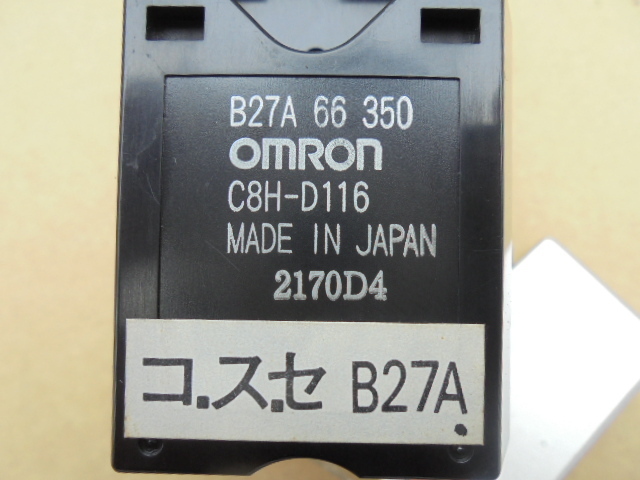 B27A 66 350
OMRON
C8H-D116
MADE IN JAPAN
2170D4
コ.ス.セ B27A.